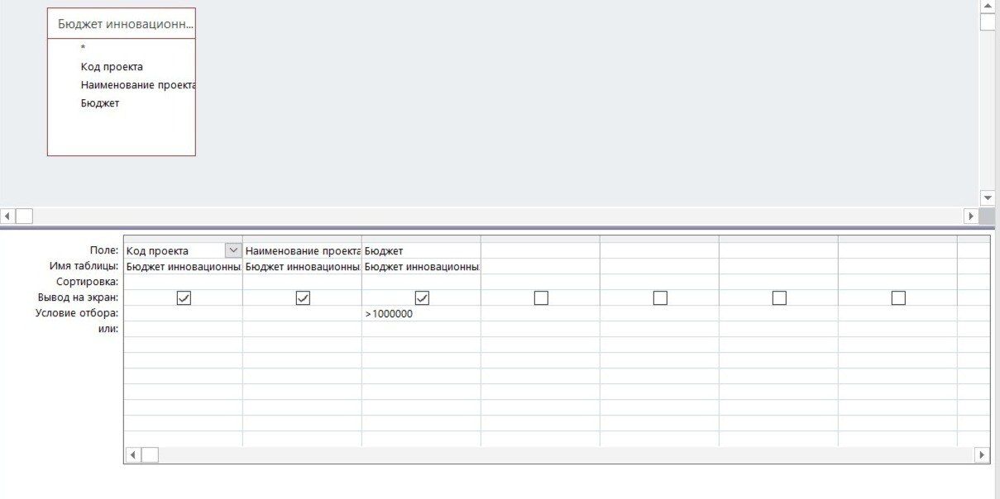 Бюджет инновационн...
*
Код проекта
Наименование проекта
Бюджет
Поле: Код проекта Наименование проекта Бюджет
Имя таблицы: Бюджет инновационны: Бюджет инновационны: Бюджет инновационны:
Сортировка:
Вывод на экран:
Условие отбора: >1000000
или: